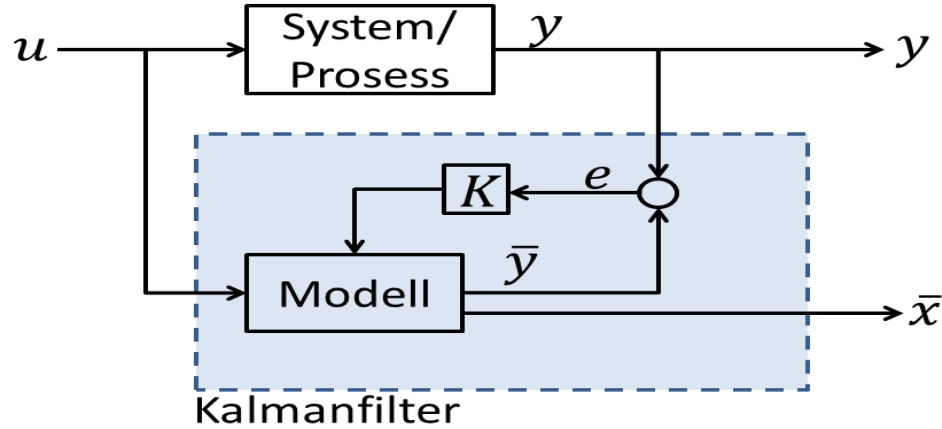 u
System/
Prosess
y
y
K
e
Modell
ȳ
x̄
Kalmanfilter